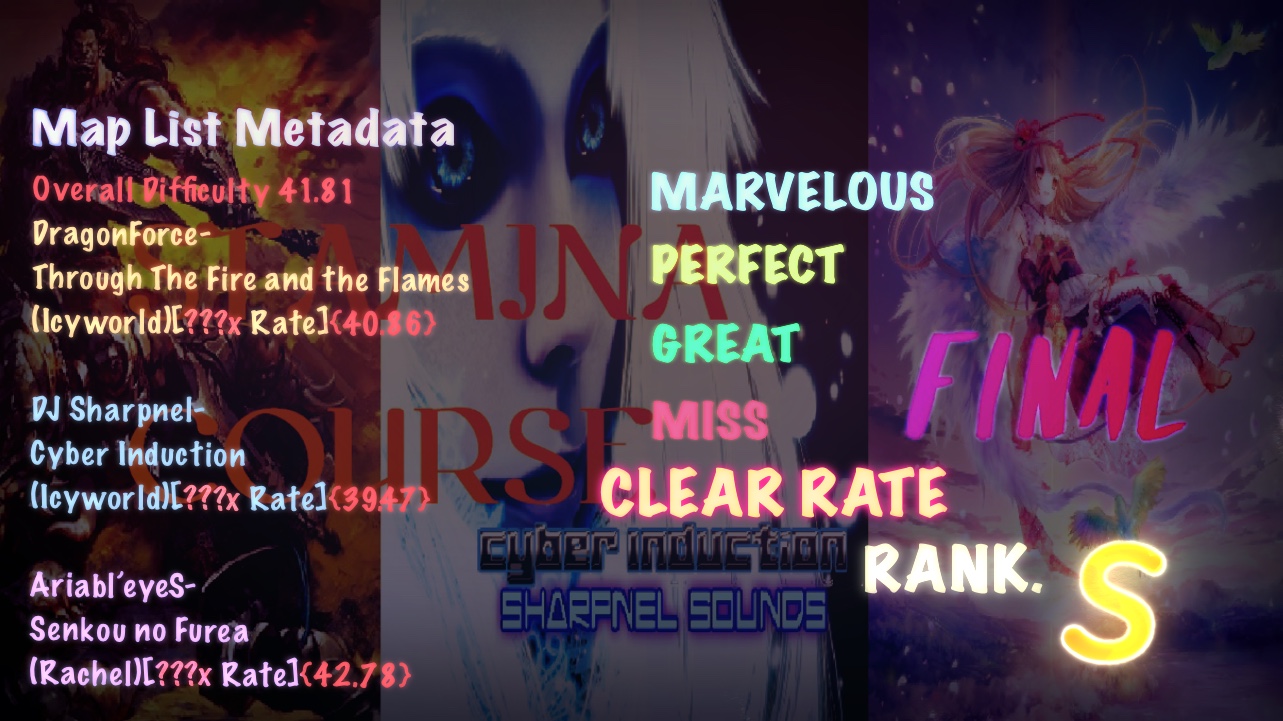 Map List Metadata
Overall Difficulty 41.81
DragonForce-
Through The Fire and the Flames
(Icyworld)[???x Rate]{40.86}
DJ Sharpnel-
Cyber Induction
(Icyworld)[???x Rate]{39.47}
Ariabl'eyeS-
Senkou no Furea
(Rachel)[???x Rate]{42.78}
STAMINA
COURSE
MARVELOUS
PERFECT
GREAT
MISS
CLEAR RATE
RANK. S
FINAL
cyber induction
SHARPNEL SOUNDS